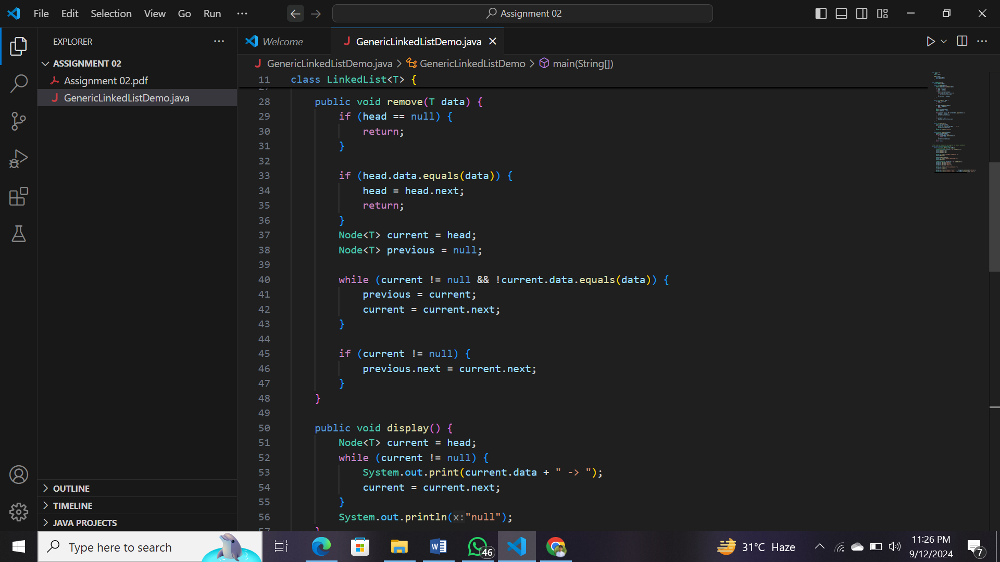 File Edit Selection View Go Run ···
Assignment 02
EXPLORER ···
Welcome
GenericLinkedListDemo.java
ASSIGNMENT 02
Assignment 02.pdf
GenericLinkedListDemo.java
GenericLinkedListDemo.java > GenericLinkedListDemo > main(String[])
11 class LinkedList<T> {
28 public void remove(T data) {
29 if (head == null) {
30 return;
31 }
32
33 if (head.data.equals(data)) {
34 head = head.next;
35 return;
36 }
37 Node<T> current = head;
38 Node<T> previous = null;
39
40 while (current != null && !current.data.equals(data)) {
41 previous = current;
42 current = current.next;
43 }
44
45 if (current != null) {
46 previous.next = current.next;
47 }
48 }
49
50 public void display() {
51 Node<T> current = head;
52 while (current != null) {
53 System.out.print(current.data + " -> ");
54 current = current.next;
55 }
56 System.out.println(x:"null");
57 }
OUTLINE
TIMELINE
JAVA PROJECTS
Type here to search
46
31°C Haze
11:26 PM
9/12/2024
7